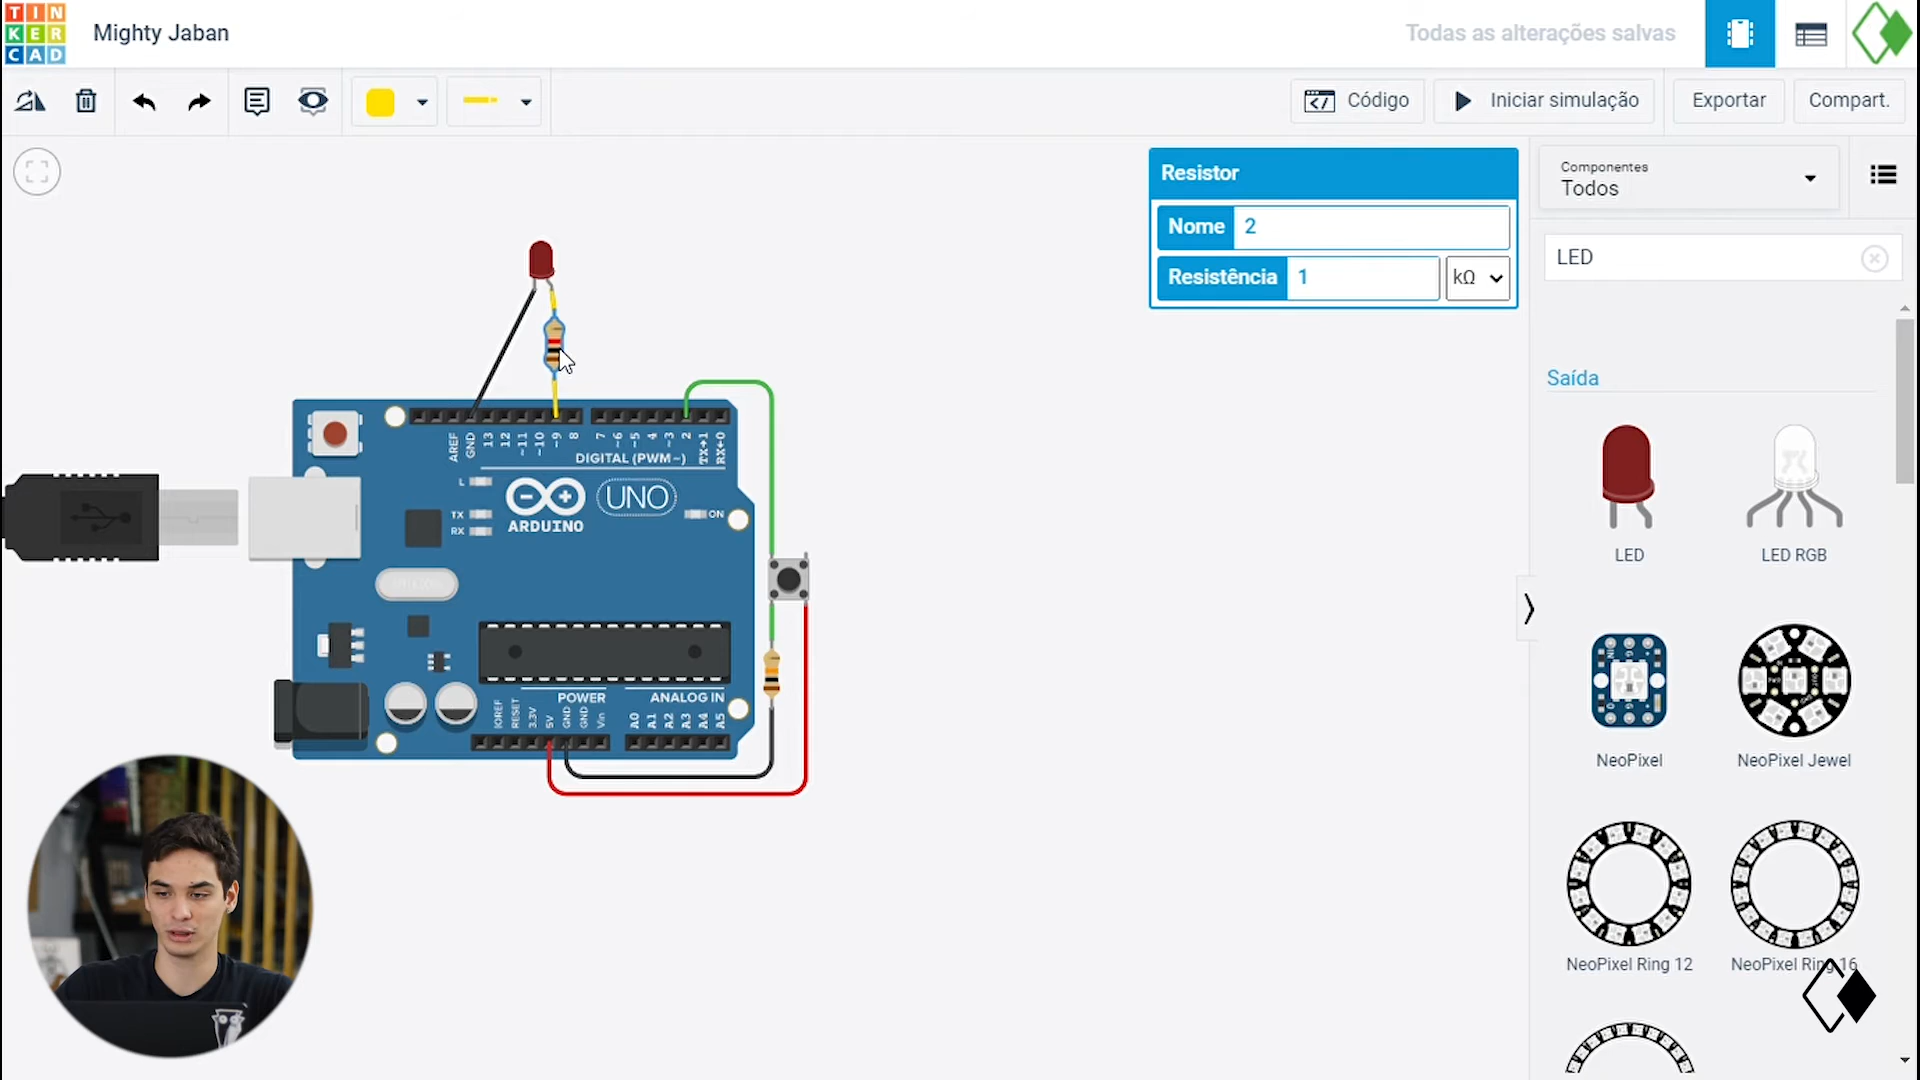 TIN
KER
CAD
Mighty Jaban
Todas as alterações salvas
Código
Iniciar simulação
Exportar
Compart.
Resistor
Nome 2
Resistência 1 kΩ
Componentes
Todos
LED
Saída
LED
LED RGB
NeoPixel
NeoPixel Jewel
NeoPixel Ring 12
NeoPixel Ring 16
AREF
GND
13
12
~11
~10
~9
8
7
~6
~5
4
~3
2
TX→1
RX←0
DIGITAL (PWM~)
L
TX
RX
ARDUINO
UNO
ON
POWER
ANALOG IN
IOREF
RESET
3.3V
5V
GND
GND
Vin
A0
A1
A2
A3
A4
A5